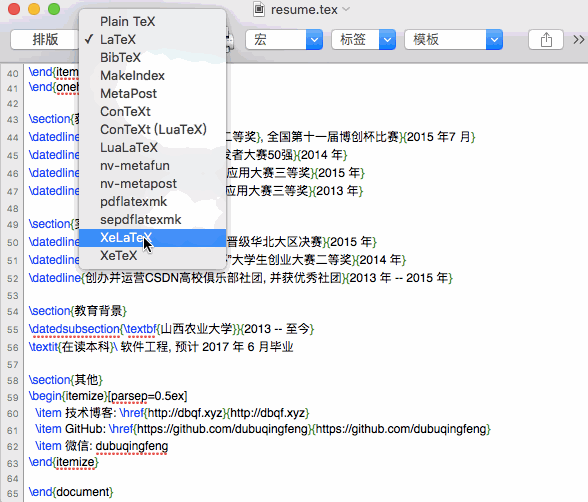 resume.tex
排版
宏
标签
模板
Plain TeX
✓ LaTeX
BibTeX
MakeIndex
MetaPost
ConTeXt
ConTeXt (LuaTeX)
LuaLaTeX
nv-metafun
nv-metapost
pdflatexmk
sepdflatexmk
XeLaTeX
XeTeX
40 \end{item
41 \end{oneh
42
43 \section{
44 \datedline 二等奖}, 全国第十一届博创杯比赛}{2015 年7 月}
45 \datedline 发者大赛50强}{2014 年}
46 \datedline 应用大赛三等奖}{2015 年}
47 \datedline 应用大赛三等奖}{2013 年}
48
49 \section{
50 \datedline 晋级华北大区决赛}{2015 年}
51 \datedline "大学生创业大赛二等奖}{2014 年}
52 \datedline{创办并运营CSDN高校俱乐部社团, 并获优秀社团}{2013 年 -- 2015 年}
53
54 \section{教育背景}
55 \datedsubsection{\textbf{山西农业大学}}{2013 -- 至今}
56 \textit{在读本科}\ 软件工程, 预计 2017 年 6 月毕业
57
58 \section{其他}
59 \begin{itemize}[parsep=0.5ex]
60 \item 技术博客: \href{http://dbqf.xyz}{http://dbqf.xyz}
61 \item GitHub: \href{https://github.com/dubuqingfeng}{https://github.com/dubuqingfeng}
62 \item 微信: dubuqingfeng
63 \end{itemize}
64
65 \end{document}